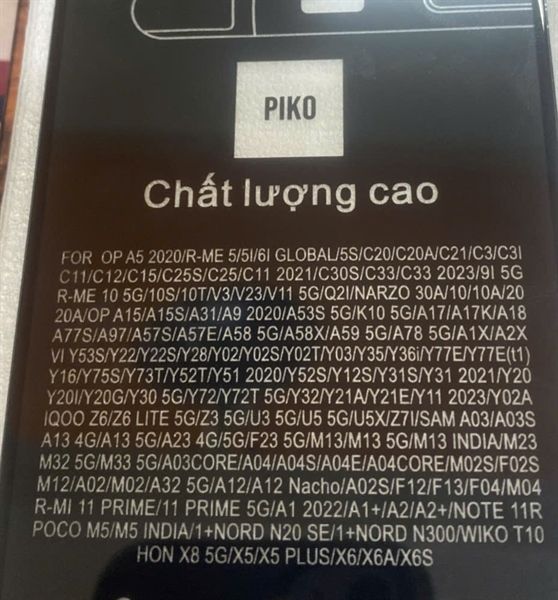 PIKO
Chất lượng cao
FOR OP A5 2020/R-ME 5/5I/6I GLOBAL/5S/C20/C20A/C21/C3/C3I
C11/C12/C15/C25S/C25/C11 2021/C30S/C33/C33 2023/9I 5G
R-ME 10 5G/10S/10T/V3/V23/V11 5G/Q2I/NARZO 30A/10/10A/20
20A/OP A15/A15S/A31/A9 2020/A53S 5G/K10 5G/A17/A17K/A18
A77S/A97/A57S/A57E/A58 5G/A58X/A59 5G/A78 5G/A1X/A2X
VI Y53S/Y22/Y22S/Y28/Y02/Y02S/Y02T/Y03/Y35/Y36i/Y77E/Y77E(t1)
Y16/Y75S/Y73T/Y52T/Y51 2020/Y52S/Y12S/Y31S/Y31 2021/Y20
Y20I/Y20G/Y30 5G/Y72/Y72T 5G/Y32/Y21A/Y21E/Y11 2023/Y02A
IQOO Z6/Z6 LITE 5G/Z3 5G/U3 5G/U5 5G/U5X/Z7I/SAM A03/A03S
A13 4G/A13 5G/A23 4G/5G/F23 5G/M13/M13 5G/M13 INDIA/M23
M32 5G/M33 5G/A03CORE/A04/A04S/A04E/A04CORE/M02S/F02S
M12/A02/M02/A32 5G/A12/A12 Nacho/A02S/F12/F13/F04/M04
R-MI 11 PRIME/11 PRIME 5G/A1 2022/A1+/A2/A2+/NOTE 11R
POCO M5/M5 INDIA/1+NORD N20 SE/1+NORD N300/WIKO T10
HON X8 5G/X5/X5 PLUS/X6/X6A/X6S